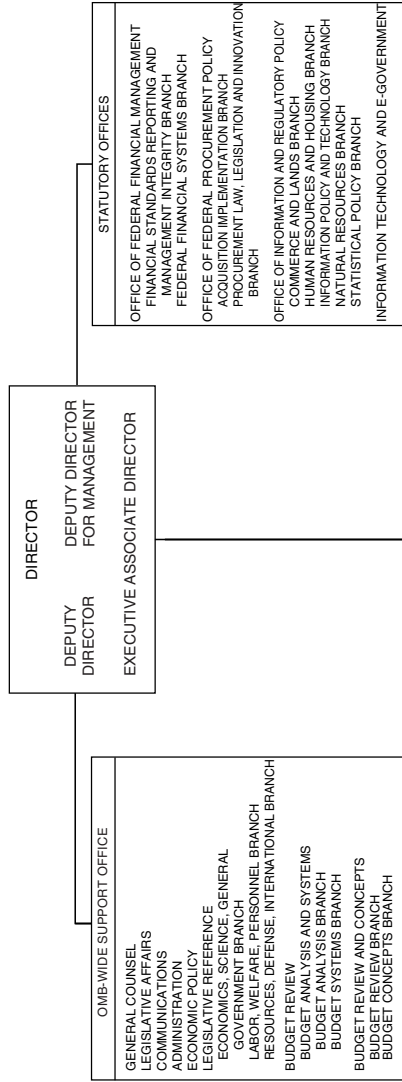 DIRECTOR
DEPUTY
DIRECTOR
DEPUTY DIRECTOR
FOR MANAGEMENT
EXECUTIVE ASSOCIATE DIRECTOR
OMB-WIDE SUPPORT OFFICE
GENERAL COUNSEL
LEGISLATIVE AFFAIRS
COMMUNICATIONS
ADMINISTRATION
ECONOMIC POLICY
LEGISLATIVE REFERENCE
ECONOMICS, SCIENCE, GENERAL
GOVERNMENT BRANCH
LABOR, WELFARE, PERSONNEL BRANCH
RESOURCES, DEFENSE, INTERNATIONAL BRANCH
BUDGET REVIEW
BUDGET ANALYSIS AND SYSTEMS
BUDGET ANALYSIS BRANCH
BUDGET SYSTEMS BRANCH
BUDGET REVIEW AND CONCEPTS
BUDGET REVIEW BRANCH
BUDGET CONCEPTS BRANCH
STATUTORY OFFICES
OFFICE OF FEDERAL FINANCIAL MANAGEMENT
FINANCIAL STANDARDS REPORTING AND
MANAGEMENT INTEGRITY BRANCH
FEDERAL FINANCIAL SYSTEMS BRANCH
OFFICE OF FEDERAL PROCUREMENT POLICY
ACQUISITION IMPLEMENTATION BRANCH
PROCUREMENT LAW, LEGISLATION AND INNOVATION
BRANCH
OFFICE OF INFORMATION AND REGULATORY POLICY
COMMERCE AND LANDS BRANCH
HUMAN RESOURCES AND HOUSING BRANCH
INFORMATION POLICY AND TECHNOLOGY BRANCH
NATURAL RESOURCES BRANCH
STATISTICAL POLICY BRANCH
INFORMATION TECHNOLOGY AND E-GOVERNMENT